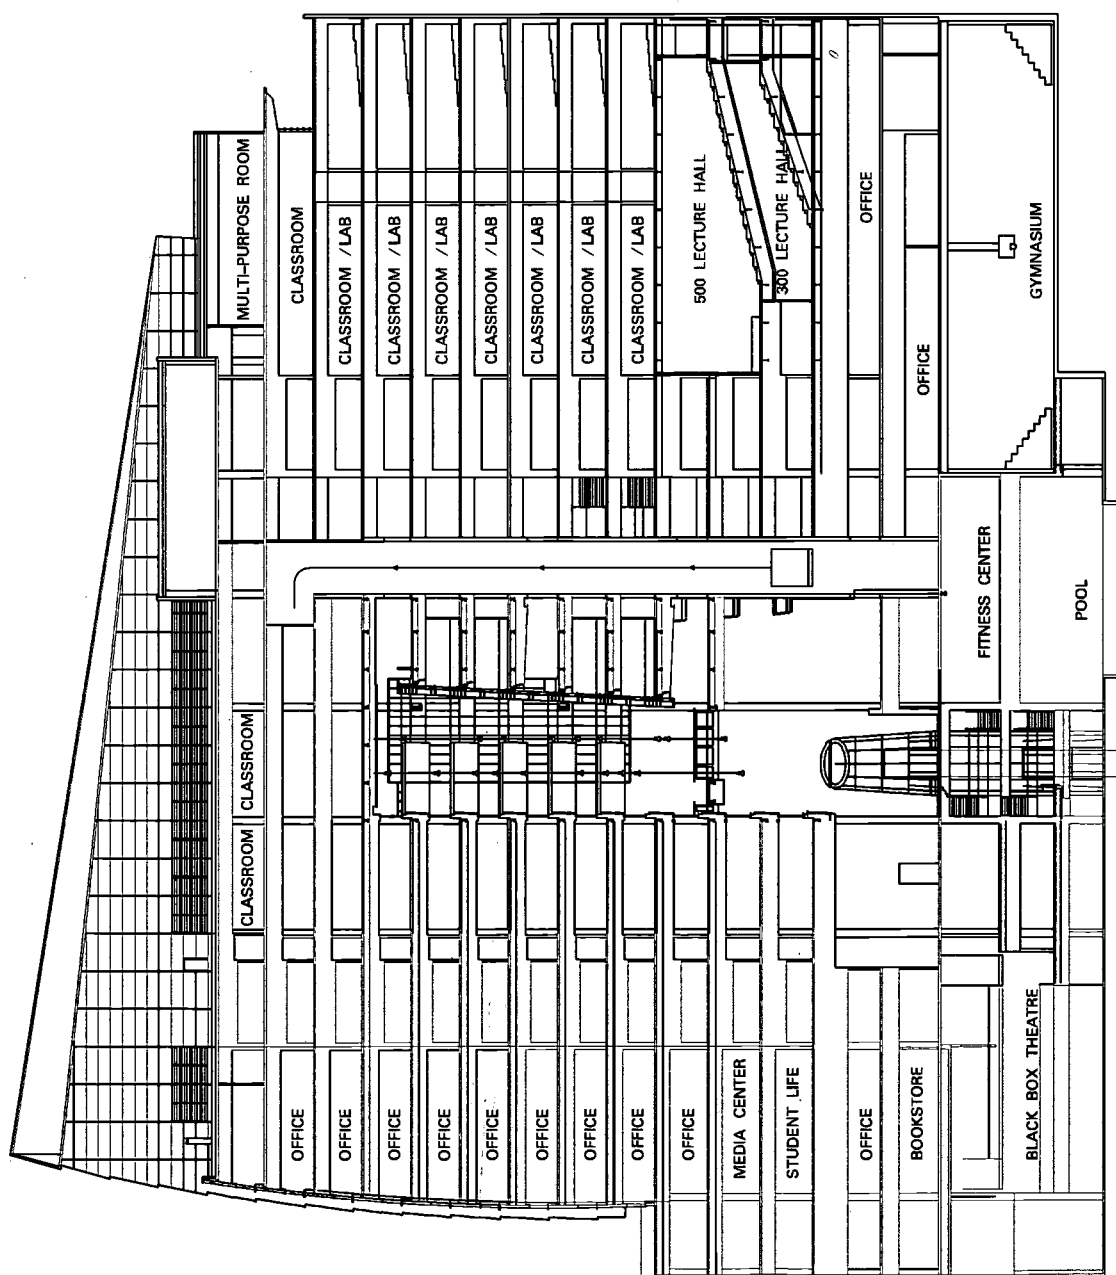 CLASSROOM
CLASSROOM
MULTI-PURPOSE ROOM
OFFICE
CLASSROOM
OFFICE
CLASSROOM /LAB
OFFICE
CLASSROOM /LAB
OFFICE
CLASSROOM /LAB
OFFICE
CLASSROOM /LAB
OFFICE
CLASSROOM /LAB
OFFICE
CLASSROOM /LAB
OFFICE
CLASSROOM /LAB
OFFICE
500 LECTURE HALL
MEDIA CENTER
STUDENT LIFE
300 LECTURE HALL
OFFICE
OFFICE
BOOKSTORE
OFFICE
FITNESS CENTER
BLACK BOX THEATRE
GYMNASIUM
POOL